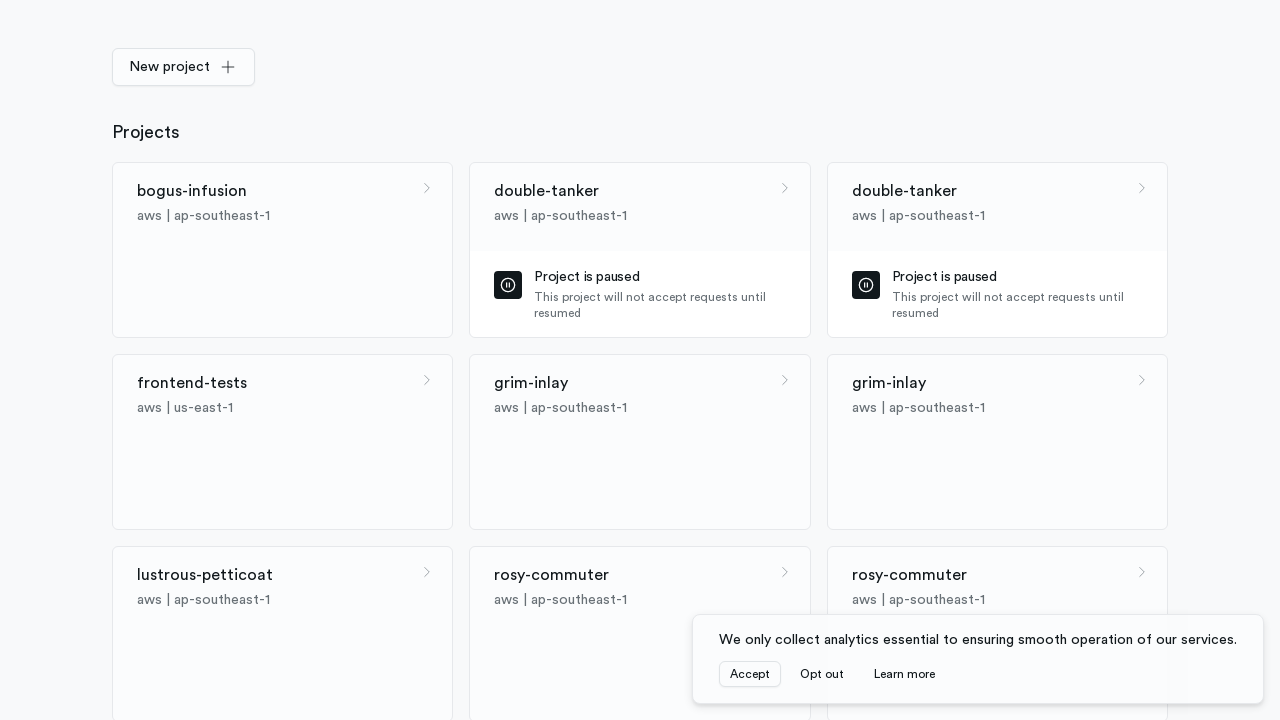 New project
Projects
bogus-infusion
aws | ap-southeast-1
double-tanker
aws | ap-southeast-1
Project is paused
This project will not accept requests until
resumed
double-tanker
aws | ap-southeast-1
Project is paused
This project will not accept requests until
resumed
frontend-tests
aws | us-east-1
grim-inlay
aws | ap-southeast-1
grim-inlay
aws | ap-southeast-1
lustrous-petticoat
aws | ap-southeast-1
rosy-commuter
aws | ap-southeast-1
rosy-commuter
aws | ap-southeast-1
We only collect analytics essential to ensuring smooth operation of our services.
Accept Opt out Learn more